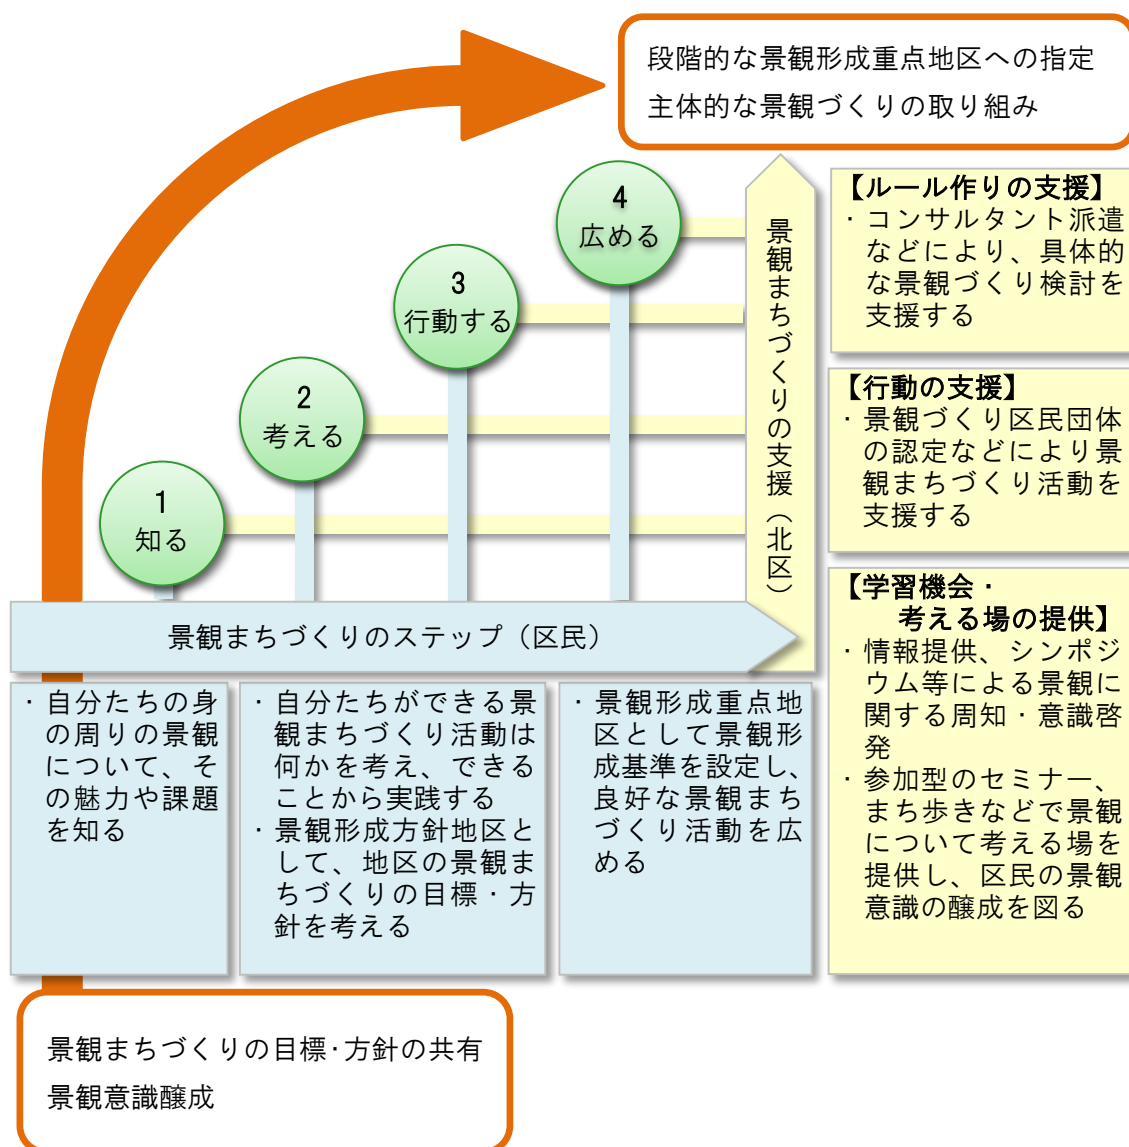 段階的な景観形成重点地区への指定
主体的な景観づくりの取り組み
4
広める
3
行動する
2
考える
1
知る
景観まちづくりの支援（北区）
景観まちづくりのステップ（区民）
【ルール作りの支援】
・コンサルタント派遣
などにより、具体的
な景観づくり検討を
支援する
【行動の支援】
・景観づくり区民団体
の認定などにより景
観まちづくり活動を
支援する
【学習機会・
考える場の提供】
・情報提供、シンポジ
ウム等による景観に
関する周知・意識啓
発
・参加型のセミナー、
まち歩きなどで景観
について考える場を
提供し、区民の景観
意識の醸成を図る
・自分たちの身
の周りの景観
について、そ
の魅力や課題
を知る
・自分たちができる景
観まちづくり活動は
何かを考え、できる
ことから実践する
・景観形成方針地区と
して、地区の景観ま
ちづくりの目標・方
針を考える
・景観形成重点地
区として景観形
成基準を設定し、
良好な景観まち
づくり活動を広
める
景観まちづくりの目標･方針の共有
景観意識醸成